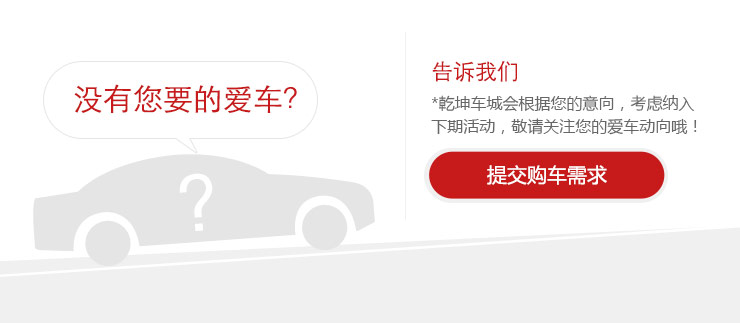 没有您要的爱车?
?
告诉我们
*乾坤车城会根据您的意向，考虑纳入
下期活动，敬请关注您的爱车动向哦！
提交购车需求